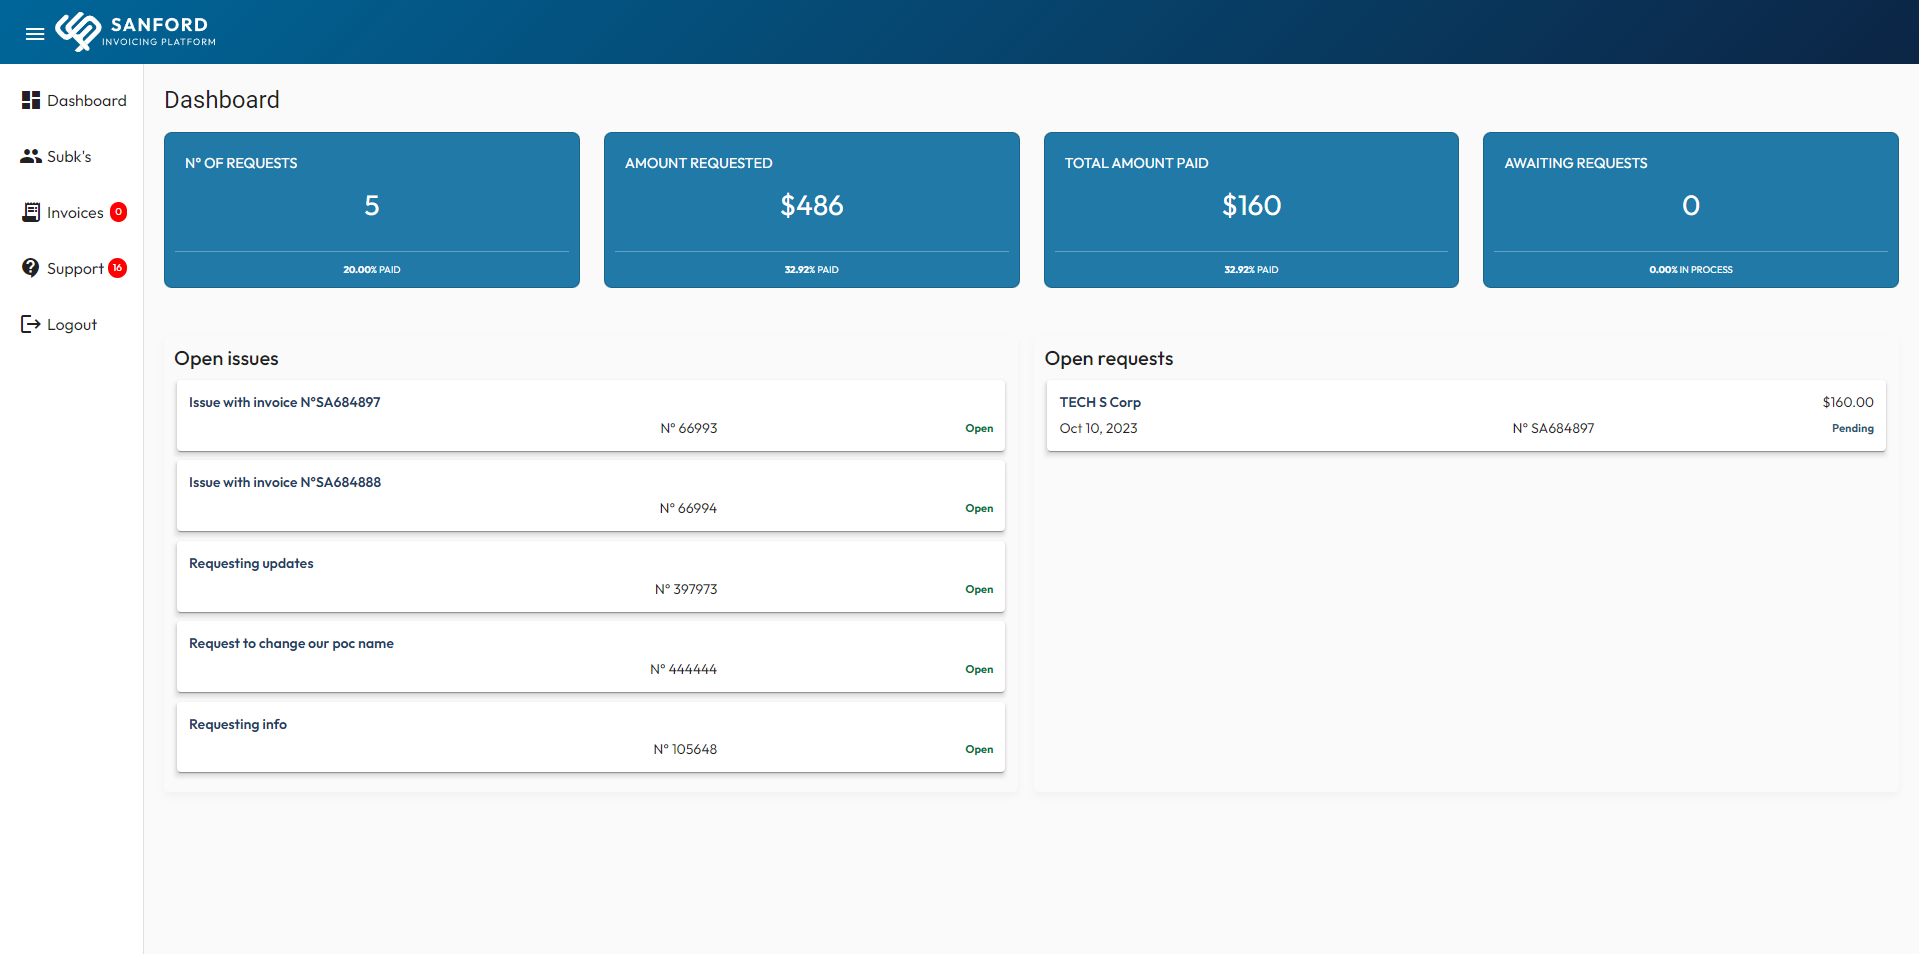 SANFORD
INVOICING PLATFORM
Dashboard
Subk's
Invoices 0
Support 16
Logout
Dashboard
N° OF REQUESTS
5
20.00% PAID
AMOUNT REQUESTED
$486
32.92% PAID
TOTAL AMOUNT PAID
$160
32.92% PAID
AWAITING REQUESTS
0
0.00% IN PROCESS
Open issues
Issue with invoice N°SA684897
N° 66993 Open
Issue with invoice N°SA684888
N° 66994 Open
Requesting updates
N° 397973 Open
Request to change our poc name
N° 444444 Open
Requesting info
N° 105648 Open
Open requests
TECH S Corp $160.00
Oct 10, 2023 N° SA684897 Pending